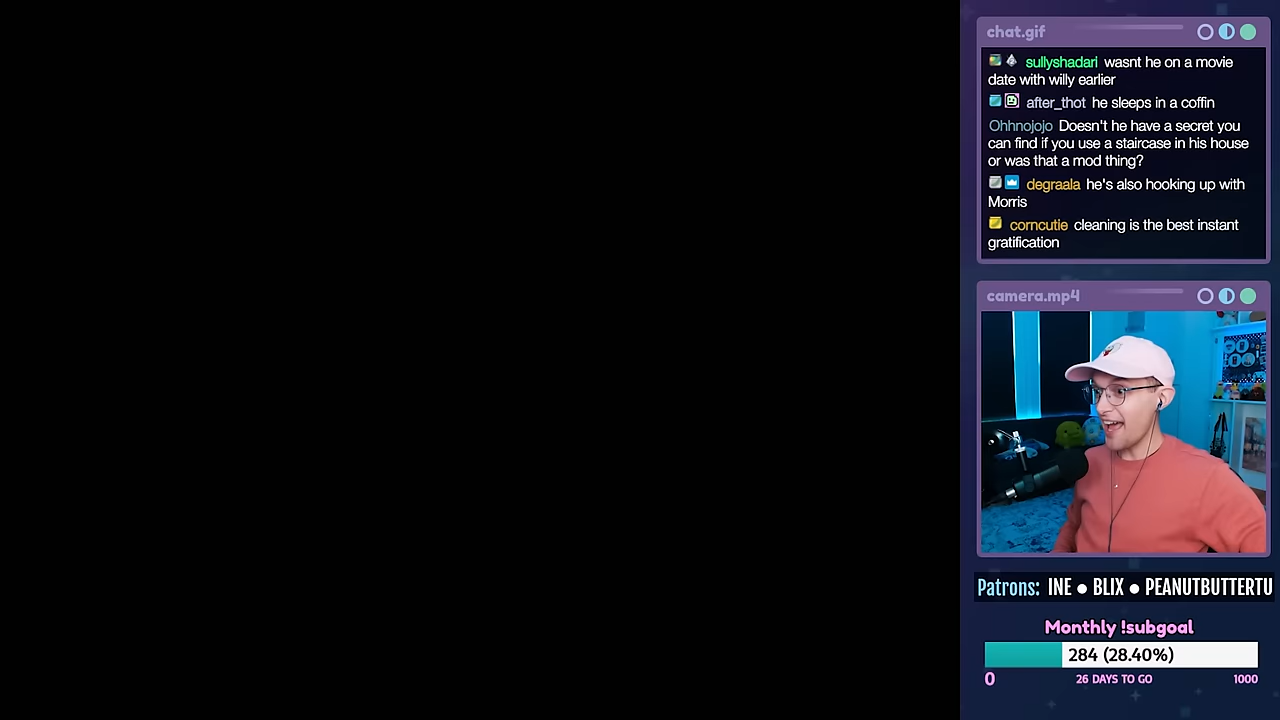 chat.gif
sullyshadari wasnt he on a movie
date with willy earlier
after_thot he sleeps in a coffin
Ohhnojojo Doesn't he have a secret you
can find if you use a staircase in his house
or was that a mod thing?
degraala he's also hooking up with
Morris
corncutie cleaning is the best instant
gratification
camera.mp4
Patrons: INE ● BLIX ● PEANUTBUTTERTU
Monthly !subgoal
284 (28.40%)
0 26 DAYS TO GO 1000